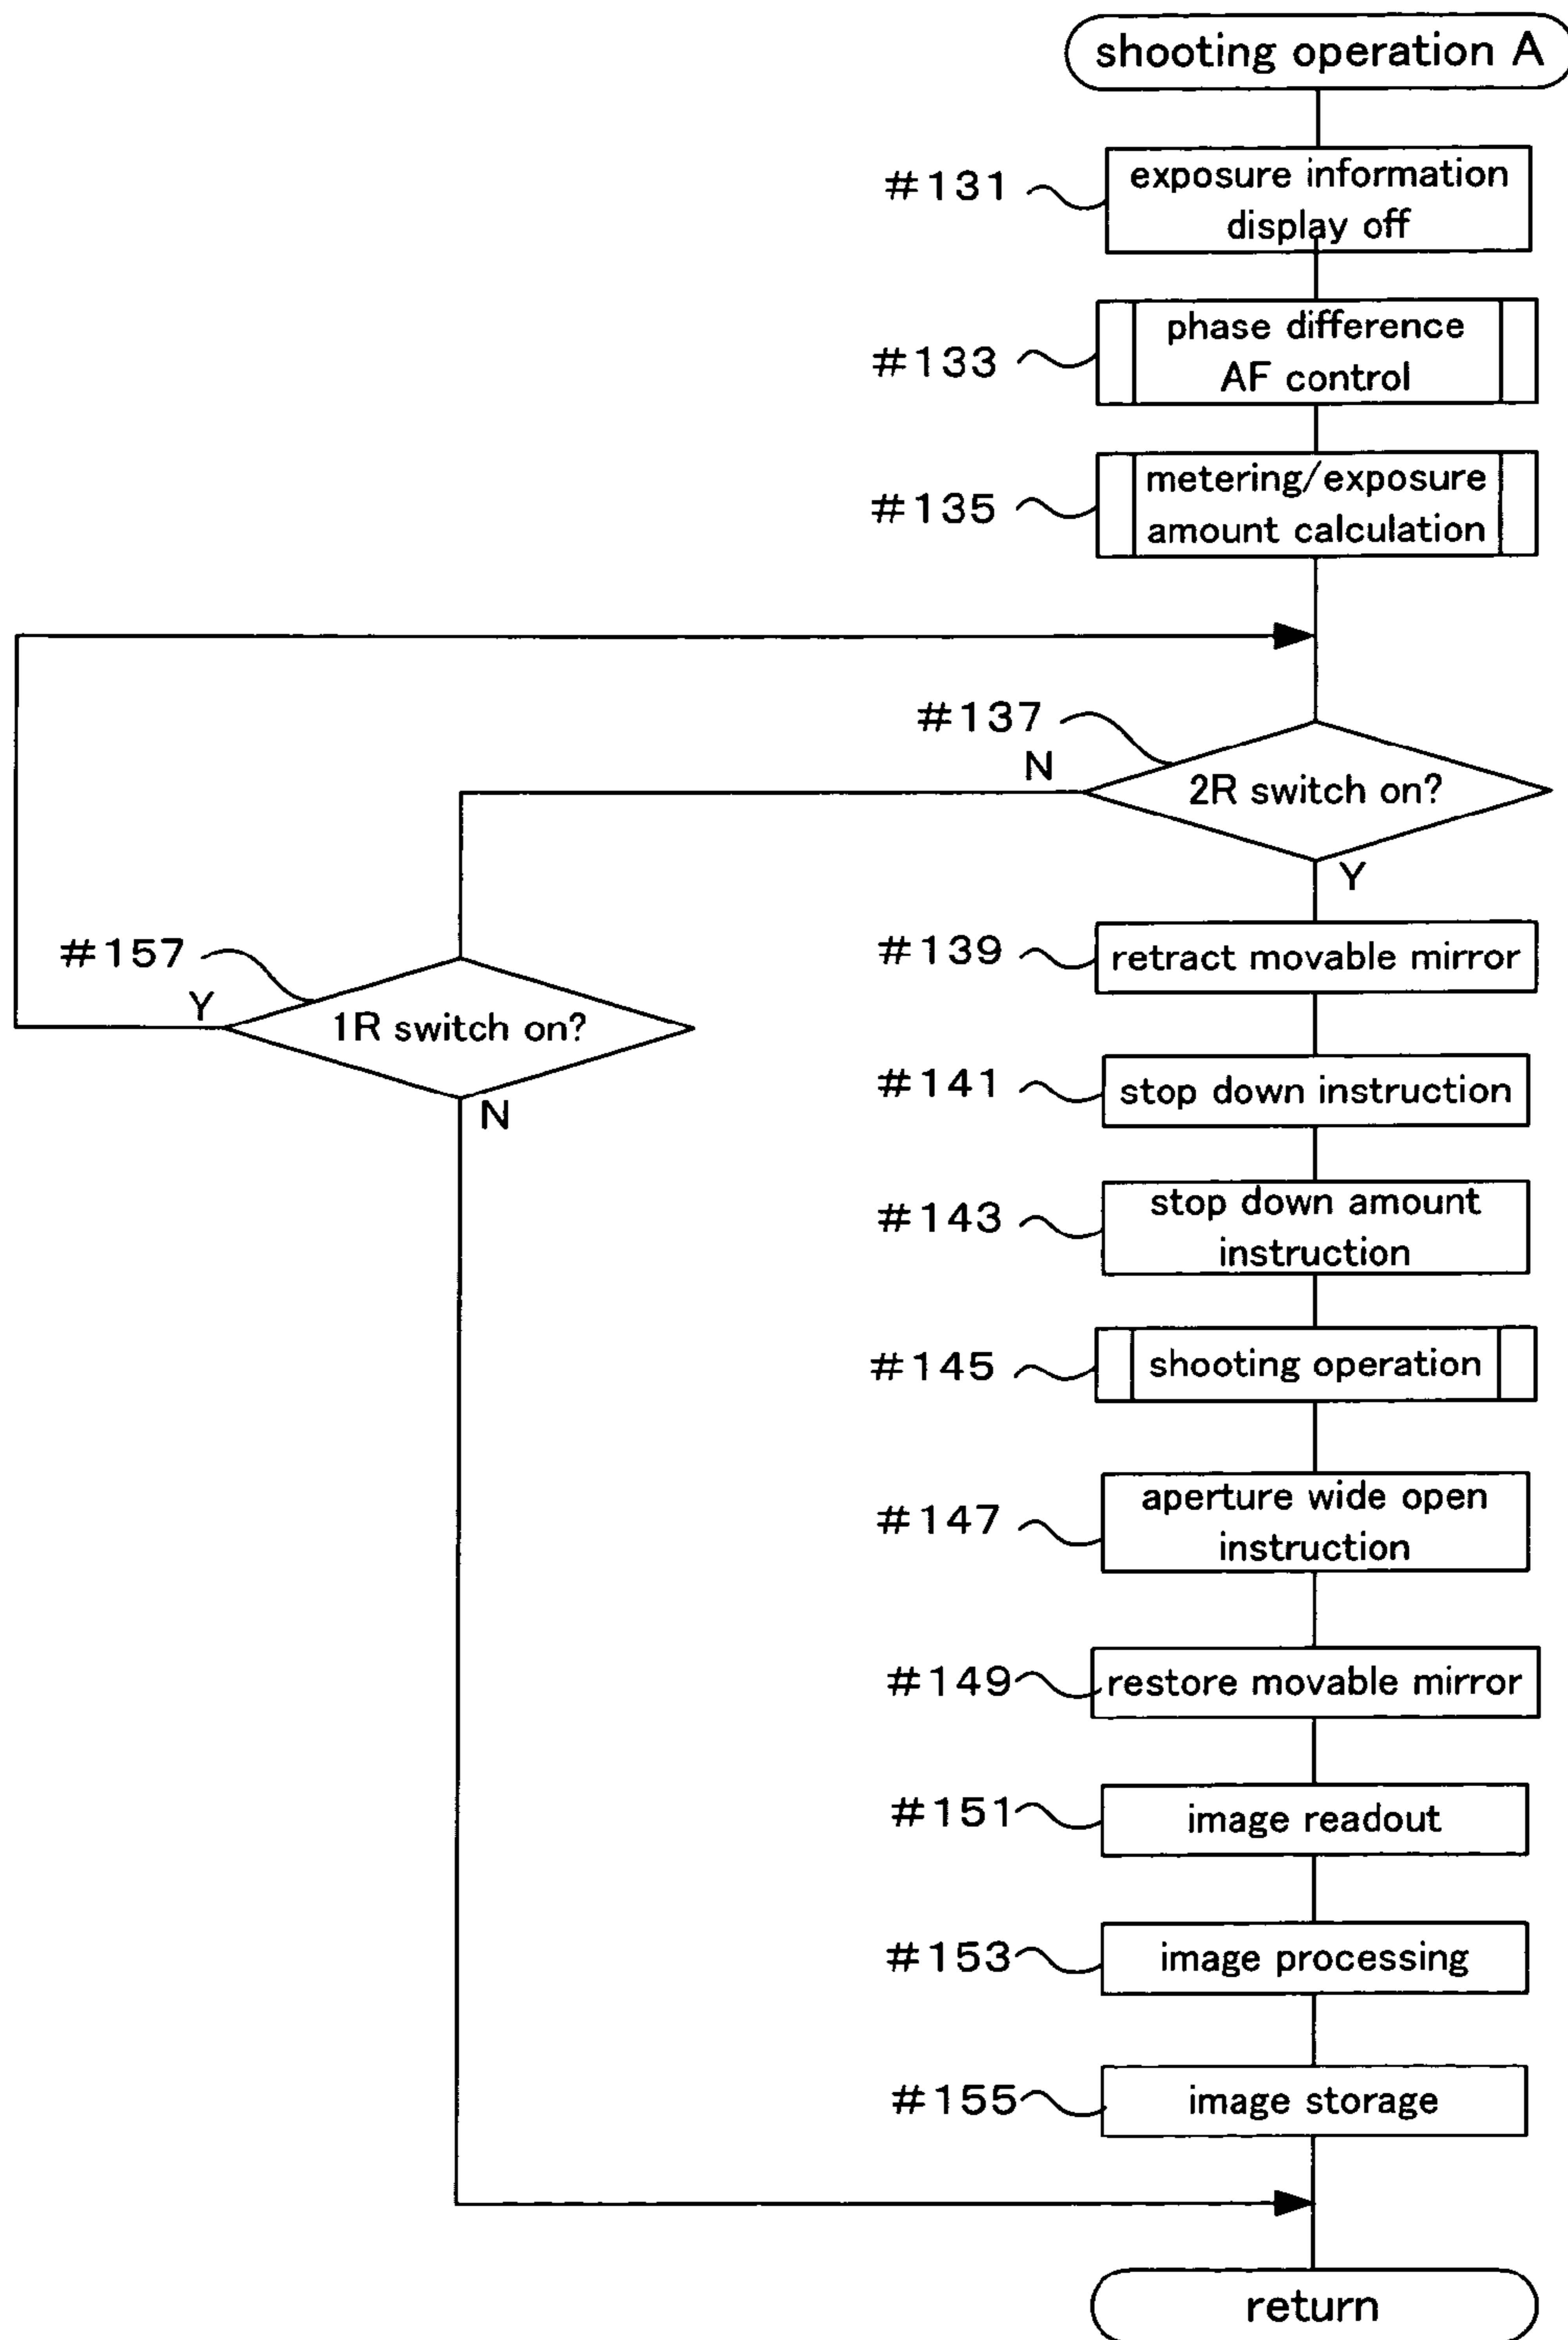 shooting operation A
#131
exposure information
display off
#133
phase difference
AF control
#135
metering/exposure
amount calculation
#137
N
2R switch on?
Y
#157
Y
1R switch on?
N
#139
retract movable mirror
#141
stop down instruction
#143
stop down amount
instruction
#145
shooting operation
#147
aperture wide open
instruction
#149
restore movable mirror
#151
image readout
#153
image processing
#155
image storage
return